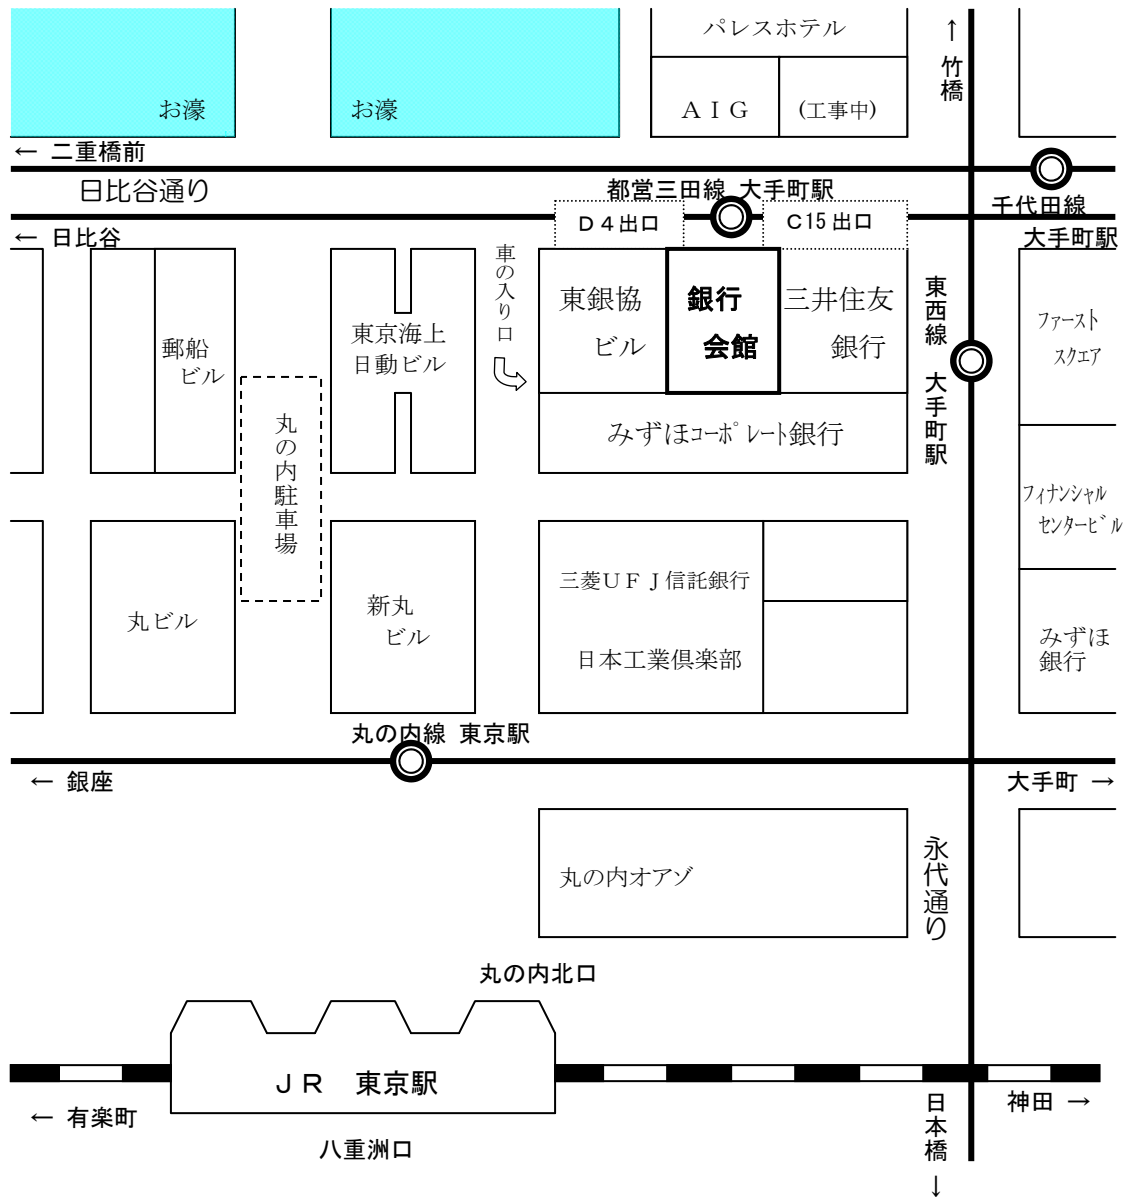 パレスホテル
↑
竹橋
お濠
お濠
ＡＩＧ
(工事中)
← 二重橋前
日比谷通り
都営三田線 大手町駅
千代田線
大手町駅
← 日比谷
Ｄ４出口
Ｃ15出口
車の入り口
東銀協
ビル
銀行
会館
三井住友
銀行
東西線 大手町駅
ファースト
スクエア
郵船
ビル
東京海上
日動ビル
みずほコーポレート銀行
丸の内駐車場
フィナンシャル
センタービル
三菱ＵＦＪ信託銀行
日本工業倶楽部
丸ビル
新丸
ビル
みずほ
銀行
丸の内線 東京駅
← 銀座
大手町 →
丸の内オアゾ
永代通り
丸の内北口
ＪＲ 東京駅
← 有楽町
神田 →
日本橋
↓
八重洲口